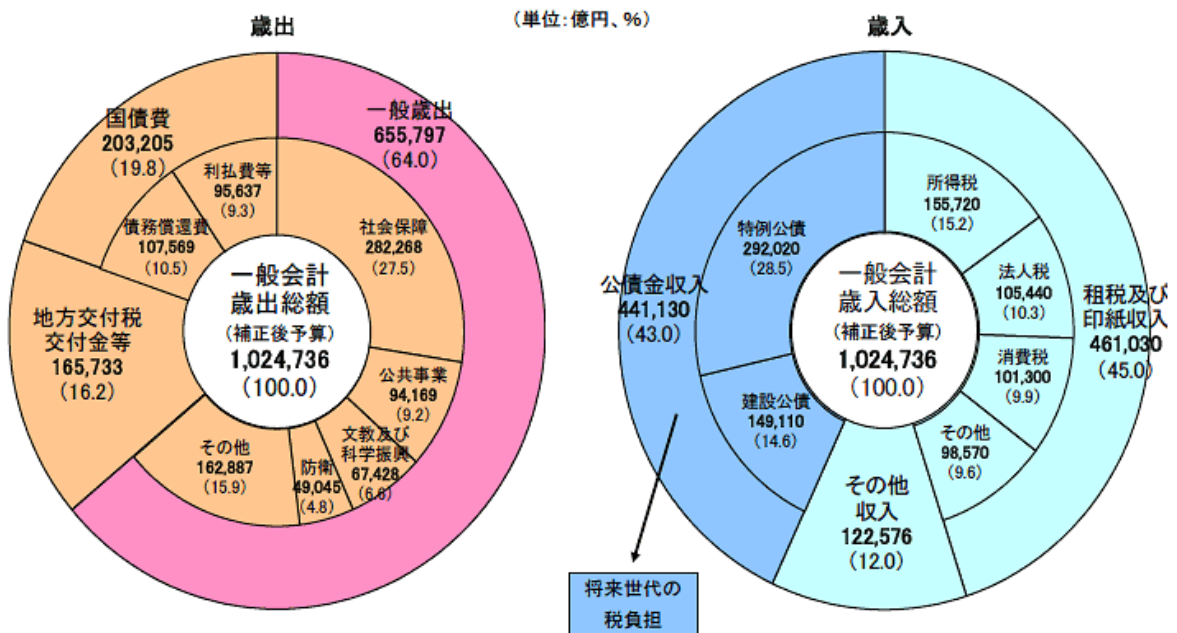 (単位:億円、%)
歳出
国債費
203,205
(19.8)
一般歳出
655,797
(64.0)
利払費等
95,637
(9.3)
債務償還費
107,569
(10.5)
社会保障
282,268
(27.5)
地方交付税
交付金等
165,733
(16.2)
一般会計
歳出総額
(補正後予算)
1,024,736
(100.0)
公共事業
94,169
(9.2)
文教及び
科学振興
67,428
(6.6)
防衛
49,045
(4.8)
その他
162,887
(15.9)
歳入
所得税
155,720
(15.2)
特例公債
292,020
(28.5)
法人税
105,440
(10.3)
公債金収入
441,130
(43.0)
一般会計
歳入総額
(補正後予算)
1,024,736
(100.0)
租税及び
印紙収入
461,030
(45.0)
消費税
101,300
(9.9)
建設公債
149,110
(14.6)
その他
98,570
(9.6)
その他
収入
122,576
(12.0)
将来世代の
税負担